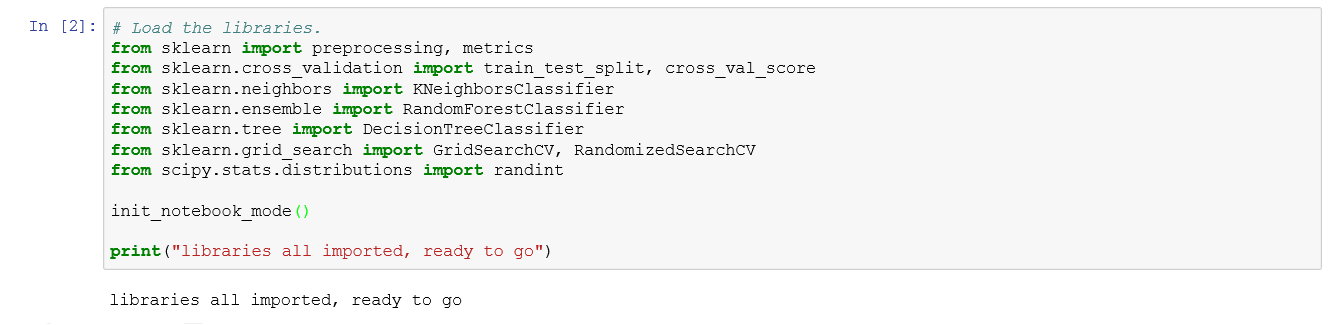 In [2]: # Load the libraries.
from sklearn import preprocessing, metrics
from sklearn.cross_validation import train_test_split, cross_val_score
from sklearn.neighbors import KNeighborsClassifier
from sklearn.ensemble import RandomForestClassifier
from sklearn.tree import DecisionTreeClassifier
from sklearn.grid_search import GridSearchCV, RandomizedSearchCV
from scipy.stats.distributions import randint
init_notebook_mode()
print("libraries all imported, ready to go")
libraries all imported, ready to go